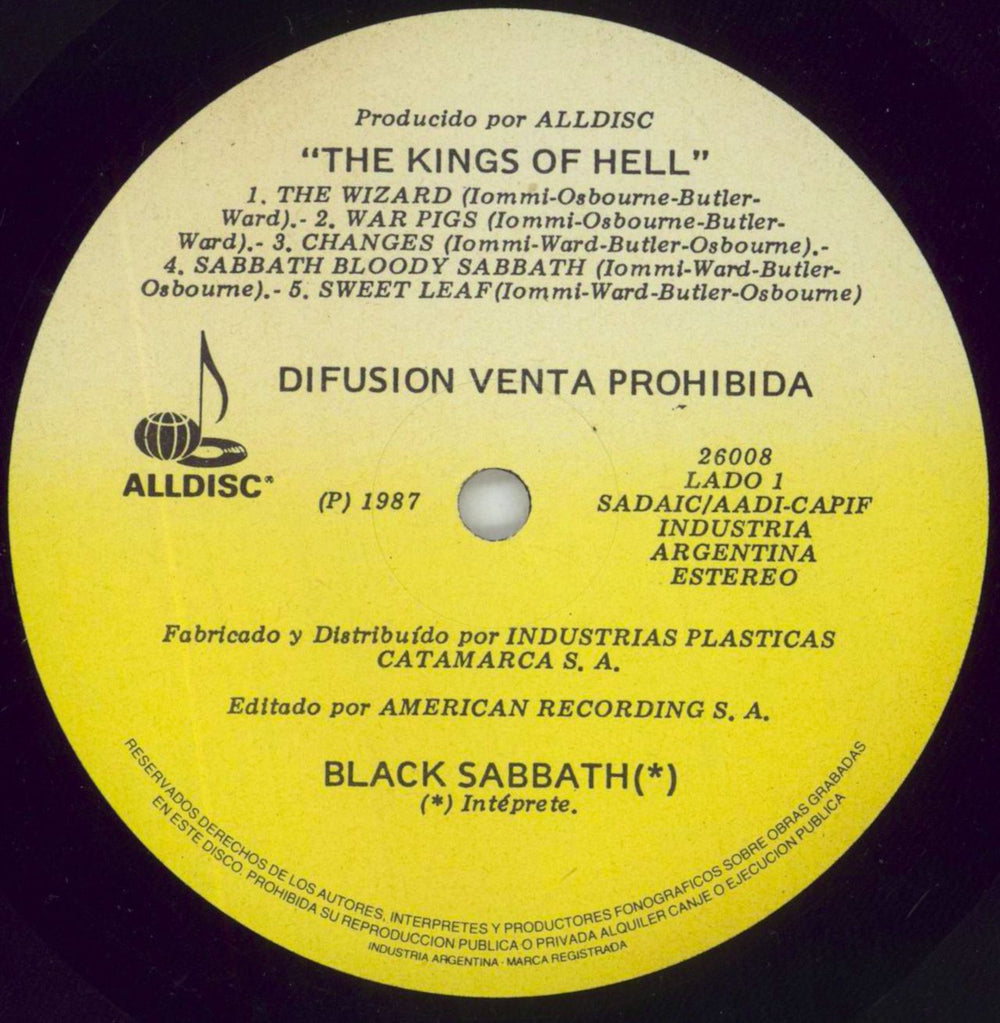 Producido por ALLDISC
"THE KINGS OF HELL"
1. THE WIZARD (Iommi-Osbourne-Butler-
Ward).- 2. WAR PIGS (Iommi-Osbourne-Butler-
Ward).- 3. CHANGES (Iommi-Ward-Butler-Osbourne).-
4. SABBATH BLOODY SABBATH (Iommi-Ward-Butler-
Osbourne).- 5. SWEET LEAF(Iommi-Ward-Butler-Osbourne)
DIFUSION VENTA PROHIBIDA
ALLDISC®
(P) 1987
26008
LADO 1
SADAIC/AADI-CAPIF
INDUSTRIA
ARGENTINA
ESTEREO
Fabricado y Distribuído por INDUSTRIAS PLASTICAS
CATAMARCA S. A.
Editado por AMERICAN RECORDING S. A.
BLACK SABBATH(*)
(*) Intéprete.
RESERVADOS DERECHOS DE LOS AUTORES, INTERPRETES Y PRODUCTORES FONOGRAFICOS SOBRE OBRAS GRABADAS
EN ESTE DISCO, PROHIBIDA SU REPRODUCCION PUBLICA O PRIVADA ALQUILER CANJE O EJECUCION PUBLICA
INDUSTRIA ARGENTINA - MARCA REGISTRADA